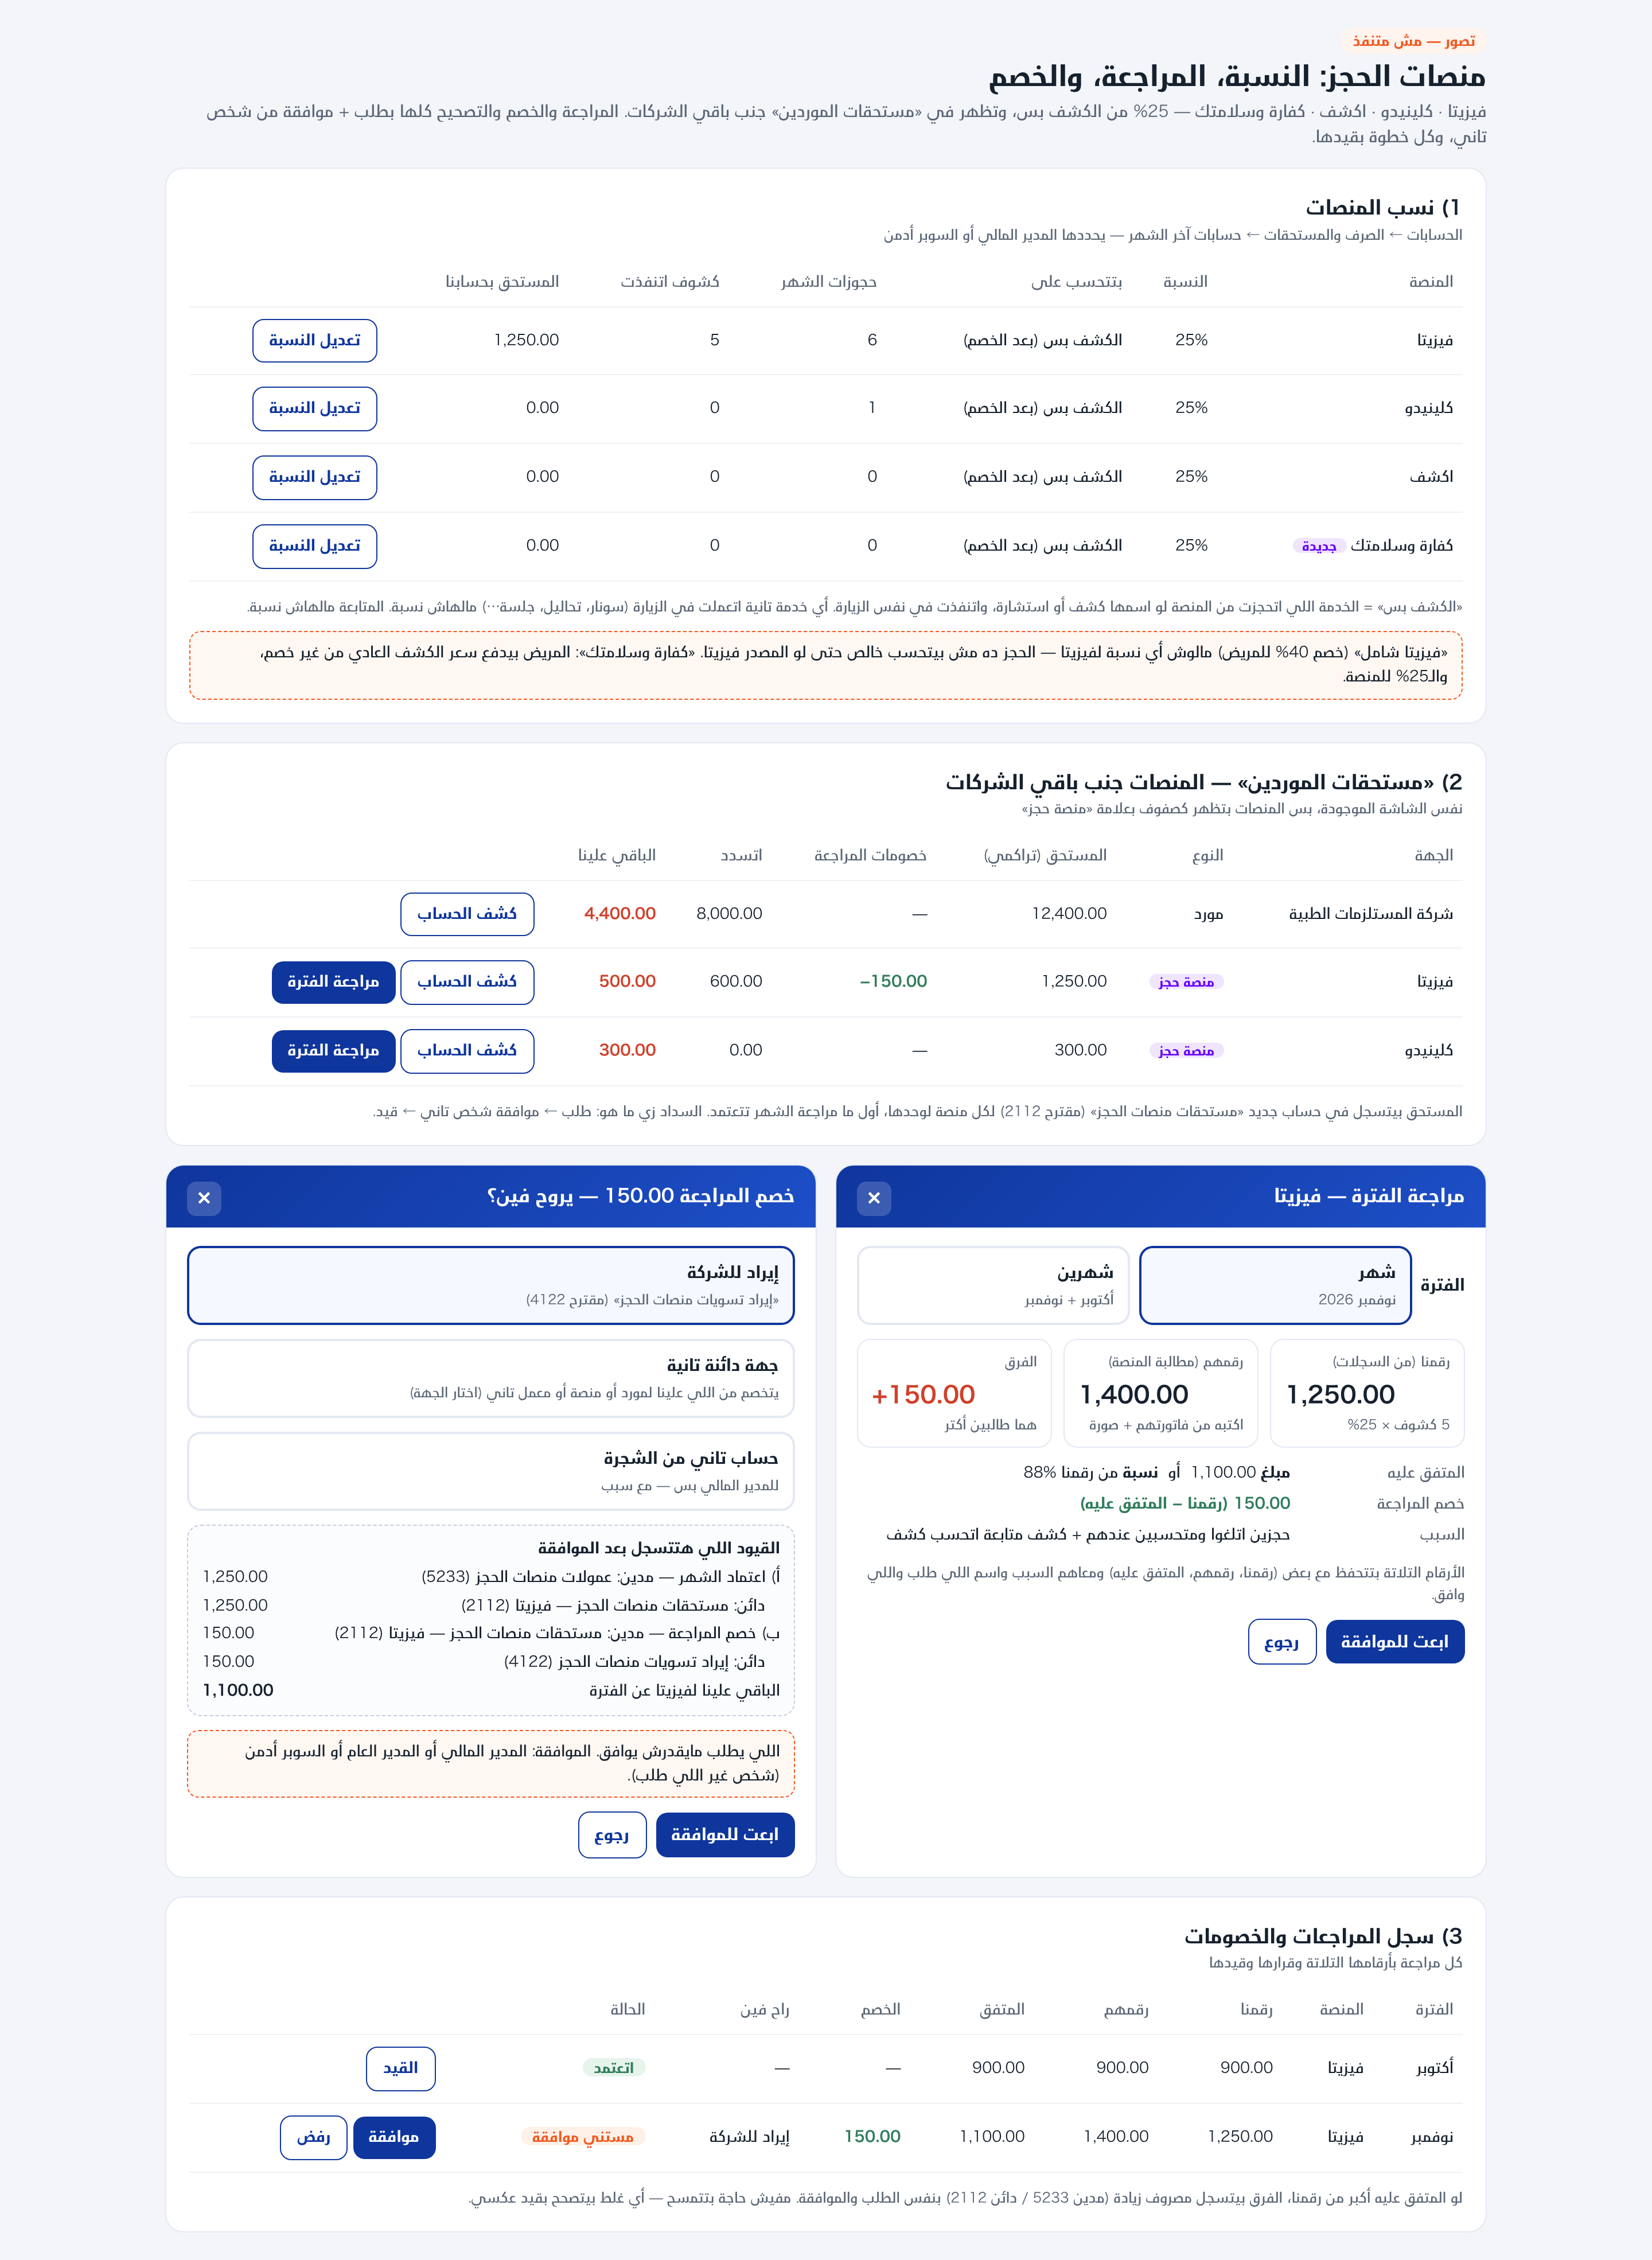 تصور — مش متنفذ
منصات الحجز: النسبة، المراجعة، والخصم
فيزيتا · كلينيدو · اكشف · كفارة وسلامتك — 25% من الكشف بس، وتظهر في «مستحقات الموردين» جنب باقي الشركات. المراجعة والخصم والتصحيح كلها بطلب + موافقة من شخص
تاني، وكل خطوة بقيدها.
1) نسب المنصات
الحسابات ← الصرف والمستحقات ← حسابات آخر الشهر — يحددها المدير المالي أو السوبر أدمن
المنصة النسبة بتتحسب على حجوزات الشهر كشوف اتنفذت المستحق بحسابنا
فيزيتا 25% الكشف بس (بعد الخصم) 6 5 1,250.00 تعديل النسبة
كلينيدو 25% الكشف بس (بعد الخصم) 1 0 0.00 تعديل النسبة
اكشف 25% الكشف بس (بعد الخصم) 0 0 0.00 تعديل النسبة
كفارة وسلامتك جديدة 25% الكشف بس (بعد الخصم) 0 0 0.00 تعديل النسبة
«الكشف بس» = الخدمة اللي اتحجزت من المنصة لو اسمها كشف أو استشارة، واتنفذت في نفس الزيارة. أي خدمة تانية اتعملت في الزيارة (سونار، تحاليل، جلسة…) مالهاش نسبة. المتابعة مالهاش نسبة.
«فيزيتا شامل» (خصم 40% للمريض) مالوش أي نسبة لفيزيتا — الحجز ده مش بيتحسب خالص حتى لو المصدر فيزيتا. «كفارة وسلامتك»: المريض بيدفع سعر الكشف العادي من غير خصم،
والـ25% للمنصة.
2) «مستحقات الموردين» — المنصات جنب باقي الشركات
نفس الشاشة الموجودة، بس المنصات بتظهر كصفوف بعلامة «منصة حجز»
الجهة النوع المستحق (تراكمي) خصومات المراجعة اتسدد الباقي علينا
شركة المستلزمات الطبية مورد 12,400.00 — 8,000.00 4,400.00 كشف الحساب
فيزيتا منصة حجز 1,250.00 −150.00 600.00 500.00 كشف الحساب مراجعة الفترة
كلينيدو منصة حجز 300.00 — 0.00 300.00 كشف الحساب مراجعة الفترة
المستحق بيتسجل في حساب جديد «مستحقات منصات الحجز» (مقترح 2112) لكل منصة لوحدها، أول ما مراجعة الشهر تتعتمد. السداد زي ما هو: طلب ← موافقة شخص تاني ← قيد.
مراجعة الفترة — فيزيتا ×
الفترة
شهر
نوفمبر 2026
شهرين
أكتوبر + نوفمبر
رقمنا (من السجلات)
1,250.00
5 كشوف × 25%
رقمهم (مطالبة المنصة)
1,400.00
اكتبه من فاتورتهم + صورة
الفرق
+150.00
هما طالبين أكتر
المتفق عليه مبلغ 1,100.00 أو نسبة من رقمنا 88%
خصم المراجعة 150.00 (رقمنا − المتفق عليه)
السبب حجزين اتلغوا ومتحسبين عندهم + كشف متابعة اتحسب كشف
الأرقام التلاتة بتتحفظ مع بعض (رقمنا، رقمهم، المتفق عليه) ومعاهم السبب واسم اللي طلب واللي
وافق.
ابعت للموافقة رجوع
خصم المراجعة 150.00 — يروح فين؟ ×
إيراد للشركة
«إيراد تسويات منصات الحجز» (مقترح 4122)
جهة دائنة تانية
يتخصم من اللي علينا لمورد أو منصة أو معمل تاني (اختار الجهة)
حساب تاني من الشجرة
للمدير المالي بس — مع سبب
القيود اللي هتتسجل بعد الموافقة
أ) اعتماد الشهر — مدين: عمولات منصات الحجز (5233) 1,250.00
دائن: مستحقات منصات الحجز — فيزيتا (2112) 1,250.00
ب) خصم المراجعة — مدين: مستحقات منصات الحجز — فيزيتا (2112) 150.00
دائن: إيراد تسويات منصات الحجز (4122) 150.00
الباقي علينا لفيزيتا عن الفترة 1,100.00
اللي يطلب مايقدرش يوافق. الموافقة: المدير المالي أو المدير العام أو السوبر أدمن
(شخص غير اللي طلب).
ابعت للموافقة رجوع
3) سجل المراجعات والخصومات
كل مراجعة بأرقامها التلاتة وقرارها وقيدها
الفترة المنصة رقمنا رقمهم المتفق الخصم راح فين الحالة
أكتوبر فيزيتا 900.00 900.00 900.00 — — اتعتمد القيد
نوفمبر فيزيتا 1,250.00 1,400.00 1,100.00 150.00 إيراد للشركة مستني موافقة موافقة رفض
لو المتفق عليه أكبر من رقمنا، الفرق بيتسجل مصروف زيادة (مدين 5233 / دائن 2112) بنفس الطلب والموافقة. مفيش حاجة بتتمسح — أي غلط بيتصحح بقيد عكسي.